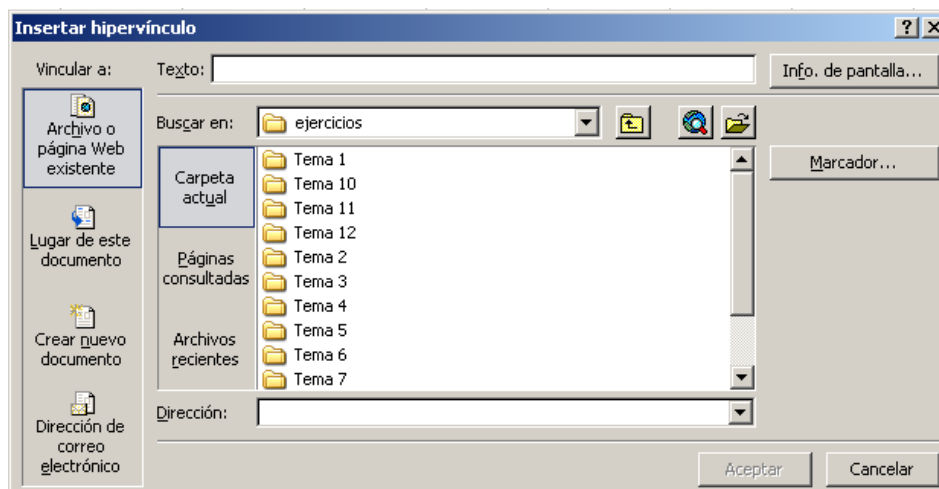 Insertar hipervínculo
Vincular a:
Texto:
Info. de pantalla...
Archivo o
página Web
existente
Buscar en:
ejercicios
Marcador...
Carpeta
actual
Tema 1
Tema 10
Tema 11
Tema 12
Tema 2
Tema 3
Tema 4
Tema 5
Tema 6
Tema 7
Lugar de este
documento
Páginas
consultadas
Crear nuevo
documento
Archivos
recientes
Dirección de
correo
electrónico
Dirección:
Aceptar
Cancelar